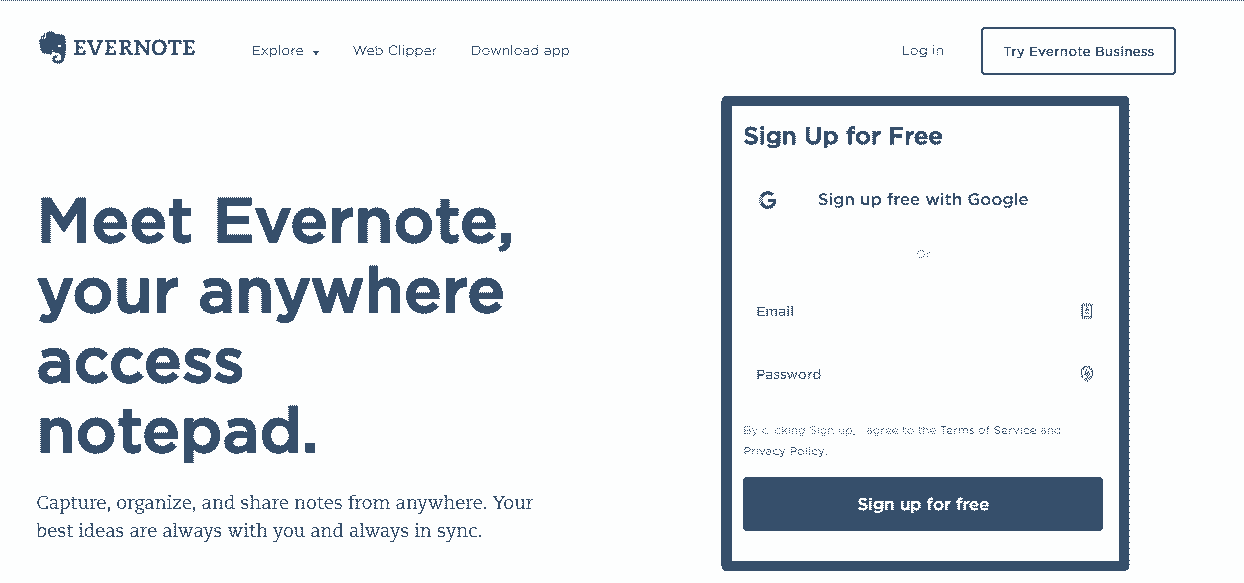 EVERNOTE
Explore
Web Clipper
Download app
Log in
Try Evernote Business
Meet Evernote,
your anywhere
access
notepad.
Capture, organize, and share notes from anywhere. Your
best ideas are always with you and always in sync.
Sign Up for Free
G Sign up free with Google
Or
Email
Password
By clicking Sign up, I agree to the Terms of Service and
Privacy Policy.
Sign up for free